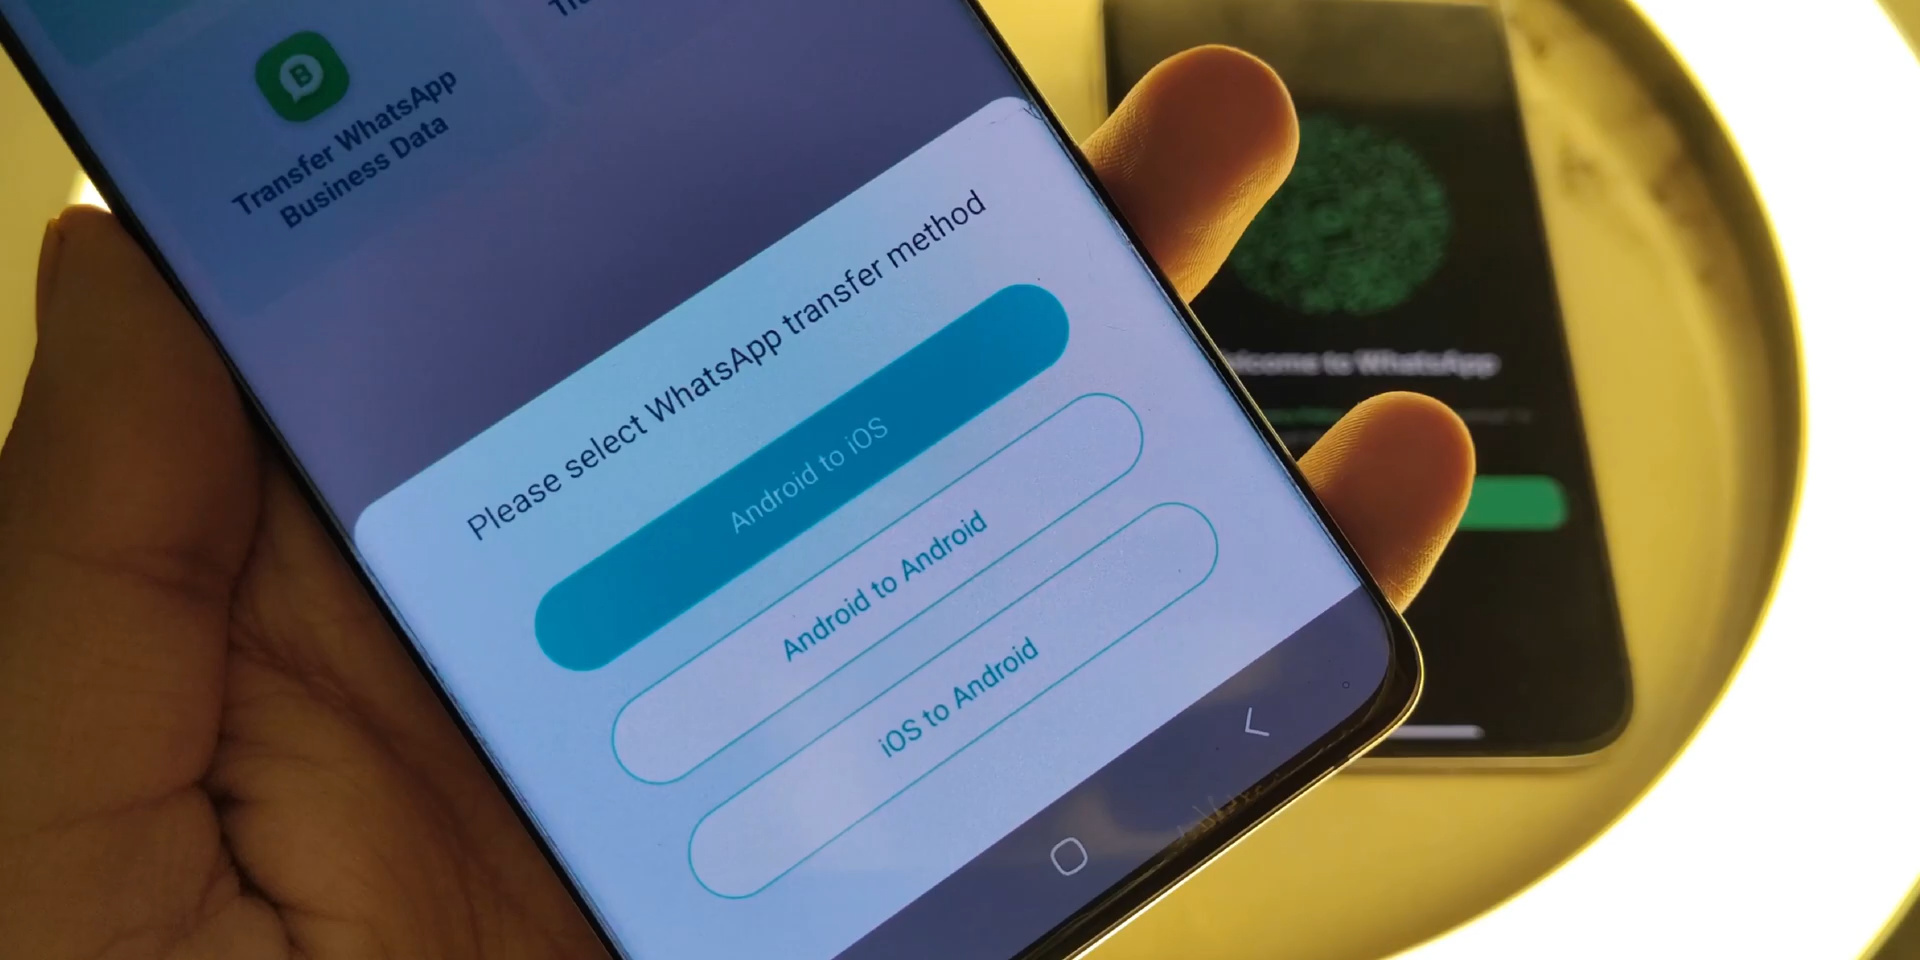 Transfer WhatsApp
Business Data
Please select WhatsApp transfer method
Android to iOS
Android to Android
iOS to Android
to WhatsApp